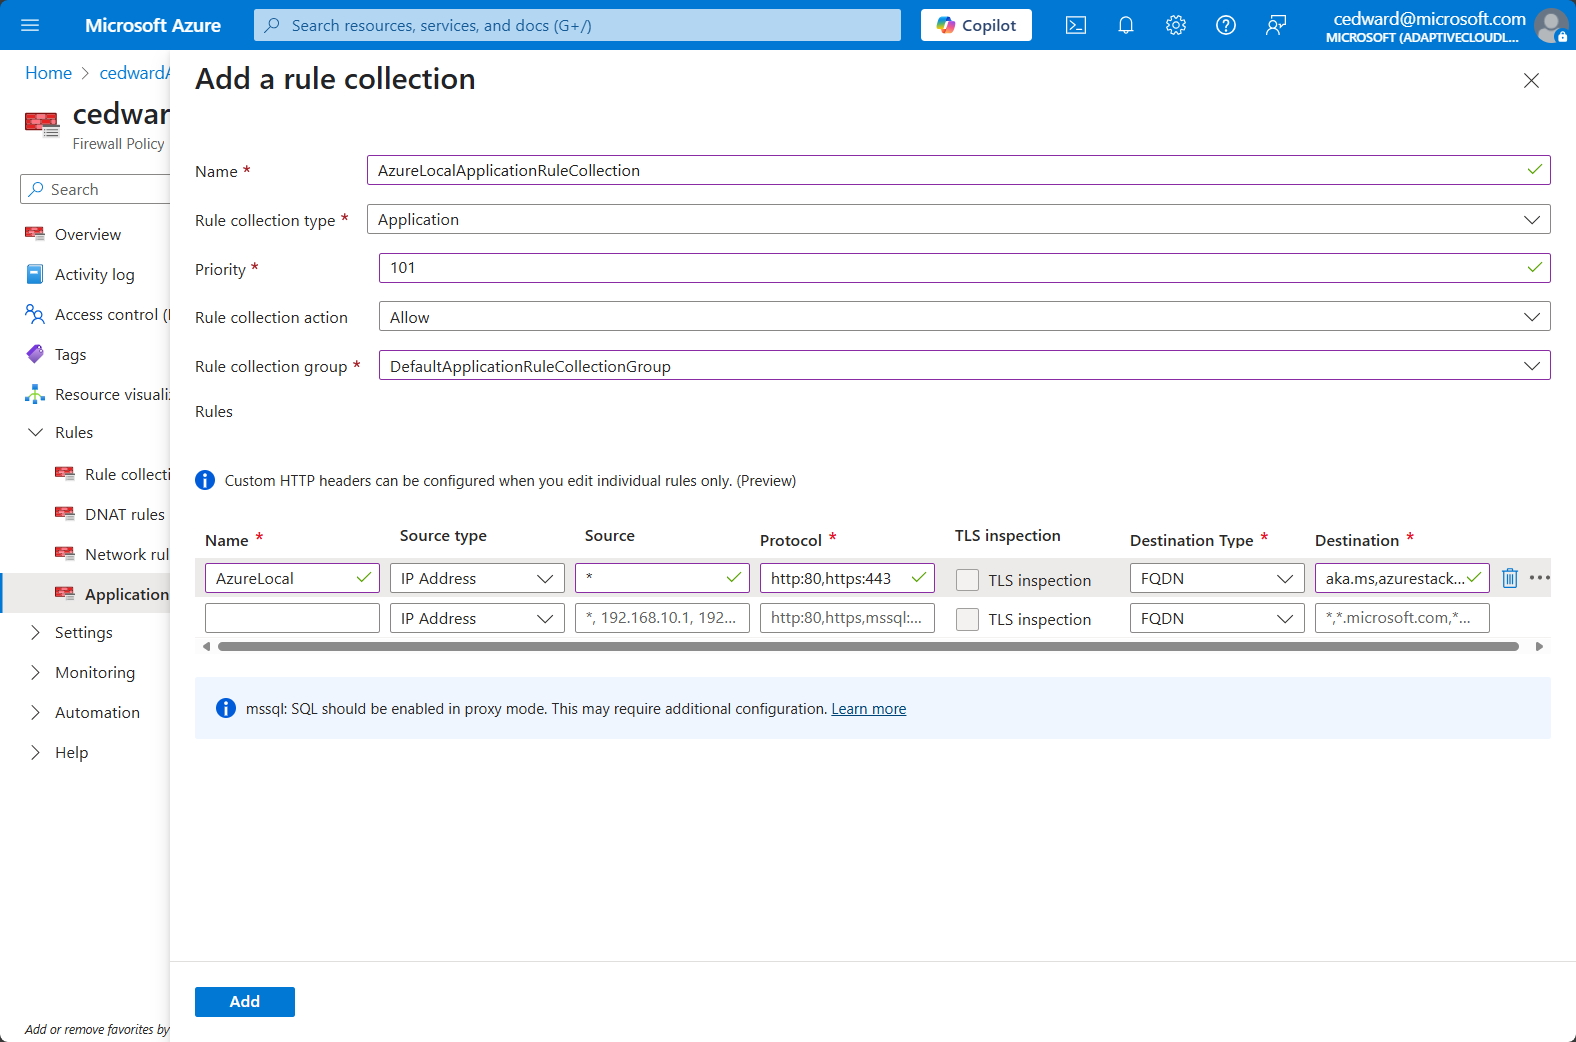 Microsoft Azure
Search resources, services, and docs (G+/)
Copilot
cedward@microsoft.com
MICROSOFT (ADAPTIVECLOUDL...
Home > cedwardA
cedwar
Firewall Policy
Search
Overview
Activity log
Access control (
Tags
Resource visuali
Rules
Rule collecti
DNAT rules
Network rul
Application
Settings
Monitoring
Automation
Help
Add or remove favorites by
Add a rule collection
Name *
AzureLocalApplicationRuleCollection
Rule collection type *
Application
Priority *
101
Rule collection action
Allow
Rule collection group *
DefaultApplicationRuleCollectionGroup
Rules
Custom HTTP headers can be configured when you edit individual rules only. (Preview)
Name * Source type Source Protocol * TLS inspection Destination Type * Destination *
AzureLocal IP Address * http:80,https:443 TLS inspection FQDN aka.ms,azurestack...
IP Address *, 192.168.10.1, 192... http:80,https,mssql:... TLS inspection FQDN *,*.microsoft.com,*...
mssql: SQL should be enabled in proxy mode. This may require additional configuration. Learn more
Add